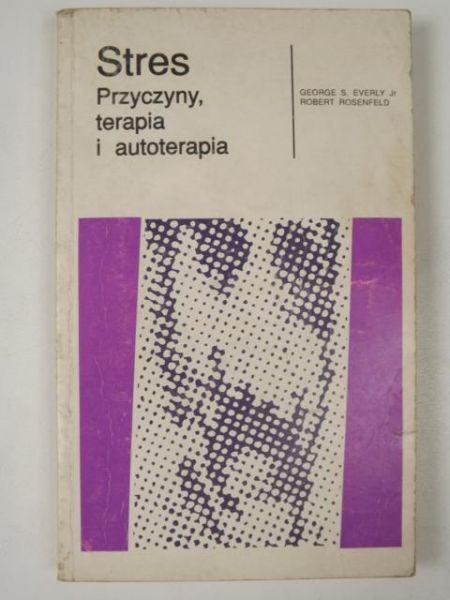 Stres
Przyczyny,
terapia
i autoterapia
GEORGE S. EVERLY Jr
ROBERT ROSENFELD